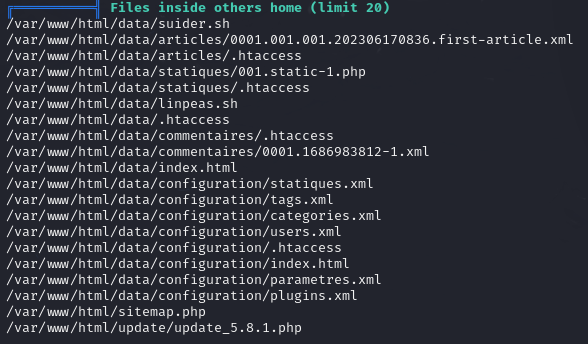 Files inside others home (limit 20)
/var/www/html/data/suider.sh
/var/www/html/data/articles/0001.001.001.202306170836.first-article.xml
/var/www/html/data/articles/.htaccess
/var/www/html/data/statiques/001.static-1.php
/var/www/html/data/statiques/.htaccess
/var/www/html/data/linpeas.sh
/var/www/html/data/.htaccess
/var/www/html/data/commentaires/.htaccess
/var/www/html/data/commentaires/0001.1686983812-1.xml
/var/www/html/data/index.html
/var/www/html/data/configuration/statiques.xml
/var/www/html/data/configuration/tags.xml
/var/www/html/data/configuration/categories.xml
/var/www/html/data/configuration/users.xml
/var/www/html/data/configuration/.htaccess
/var/www/html/data/configuration/index.html
/var/www/html/data/configuration/parametres.xml
/var/www/html/data/configuration/plugins.xml
/var/www/html/sitemap.php
/var/www/html/update/update_5.8.1.php